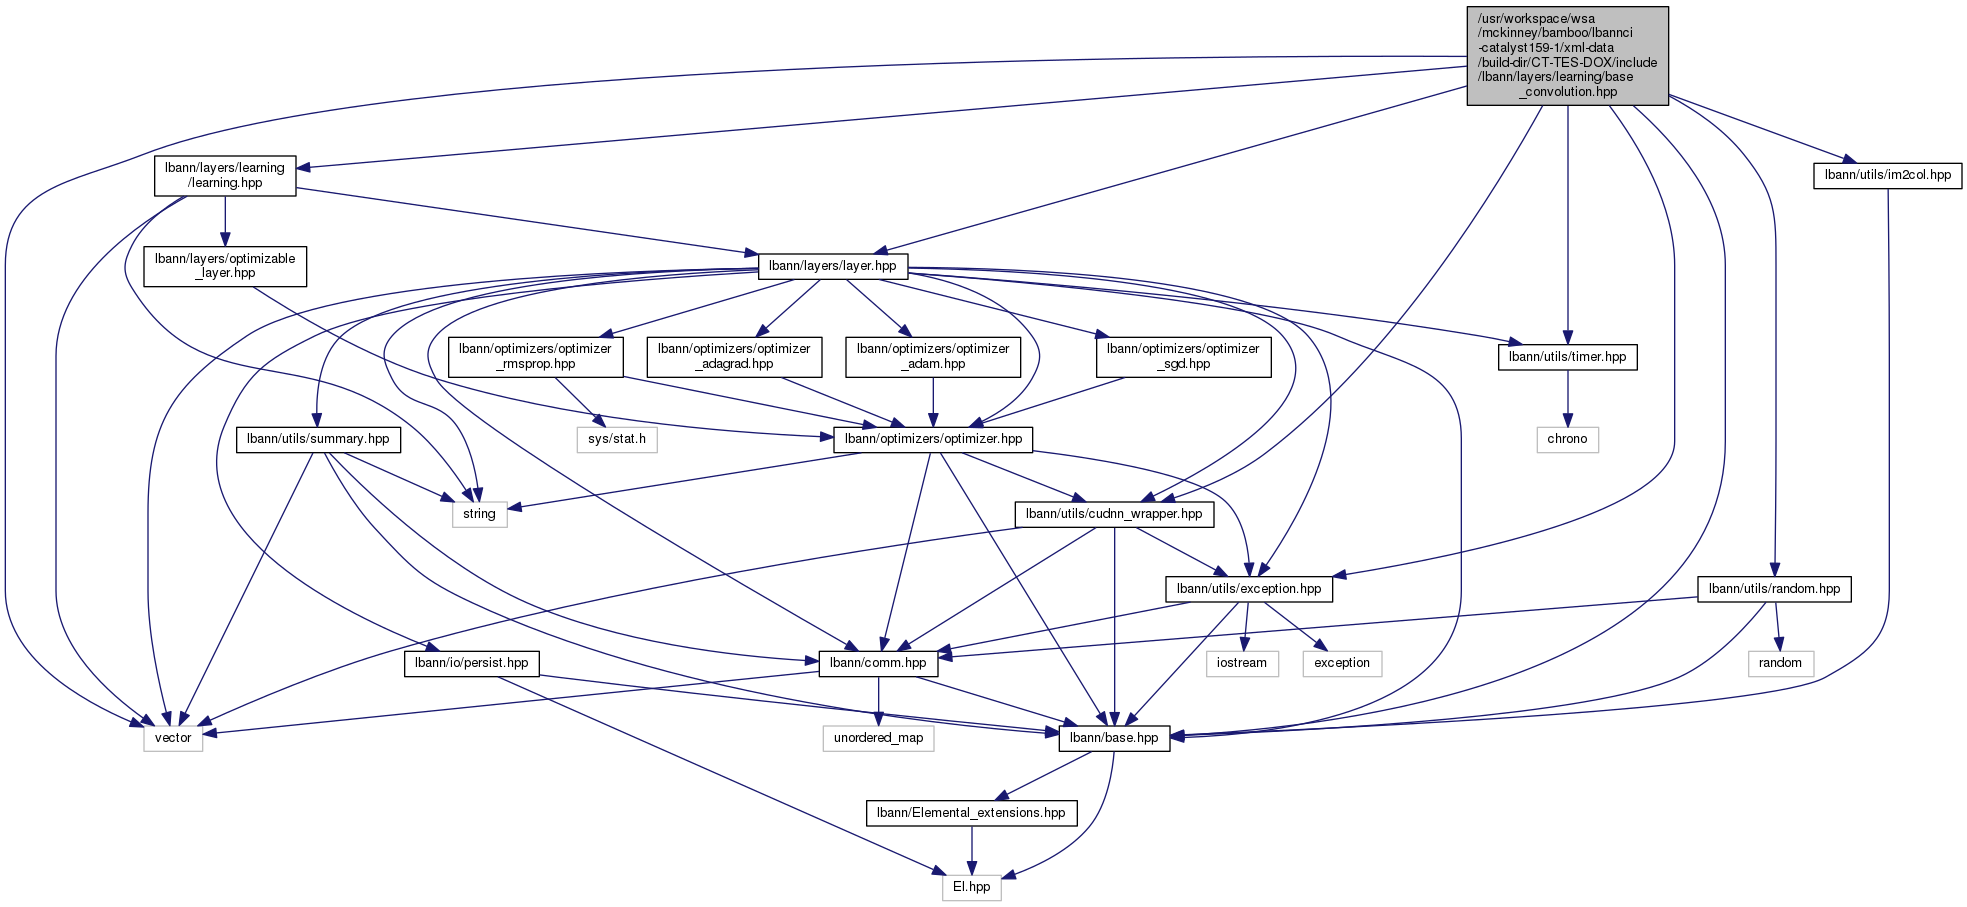 /usr/workspace/wsa
/mckinney/bamboo/lbannci
-catalyst159-1/xml-data
/build-dir/CT-TES-DOX/include
/lbann/layers/learning/base
_convolution.hpp
lbann/layers/learning
/learning.hpp
lbann/utils/im2col.hpp
lbann/layers/optimizable
_layer.hpp
lbann/layers/layer.hpp
lbann/optimizers/optimizer
_rmsprop.hpp
lbann/optimizers/optimizer
_adagrad.hpp
lbann/optimizers/optimizer
_adam.hpp
lbann/optimizers/optimizer
_sgd.hpp
lbann/utils/timer.hpp
lbann/utils/summary.hpp
sys/stat.h
lbann/optimizers/optimizer.hpp
chrono
string
lbann/utils/cudnn_wrapper.hpp
lbann/utils/exception.hpp
lbann/utils/random.hpp
lbann/io/persist.hpp
lbann/comm.hpp
iostream
exception
random
vector
unordered_map
lbann/base.hpp
lbann/Elemental_extensions.hpp
El.hpp